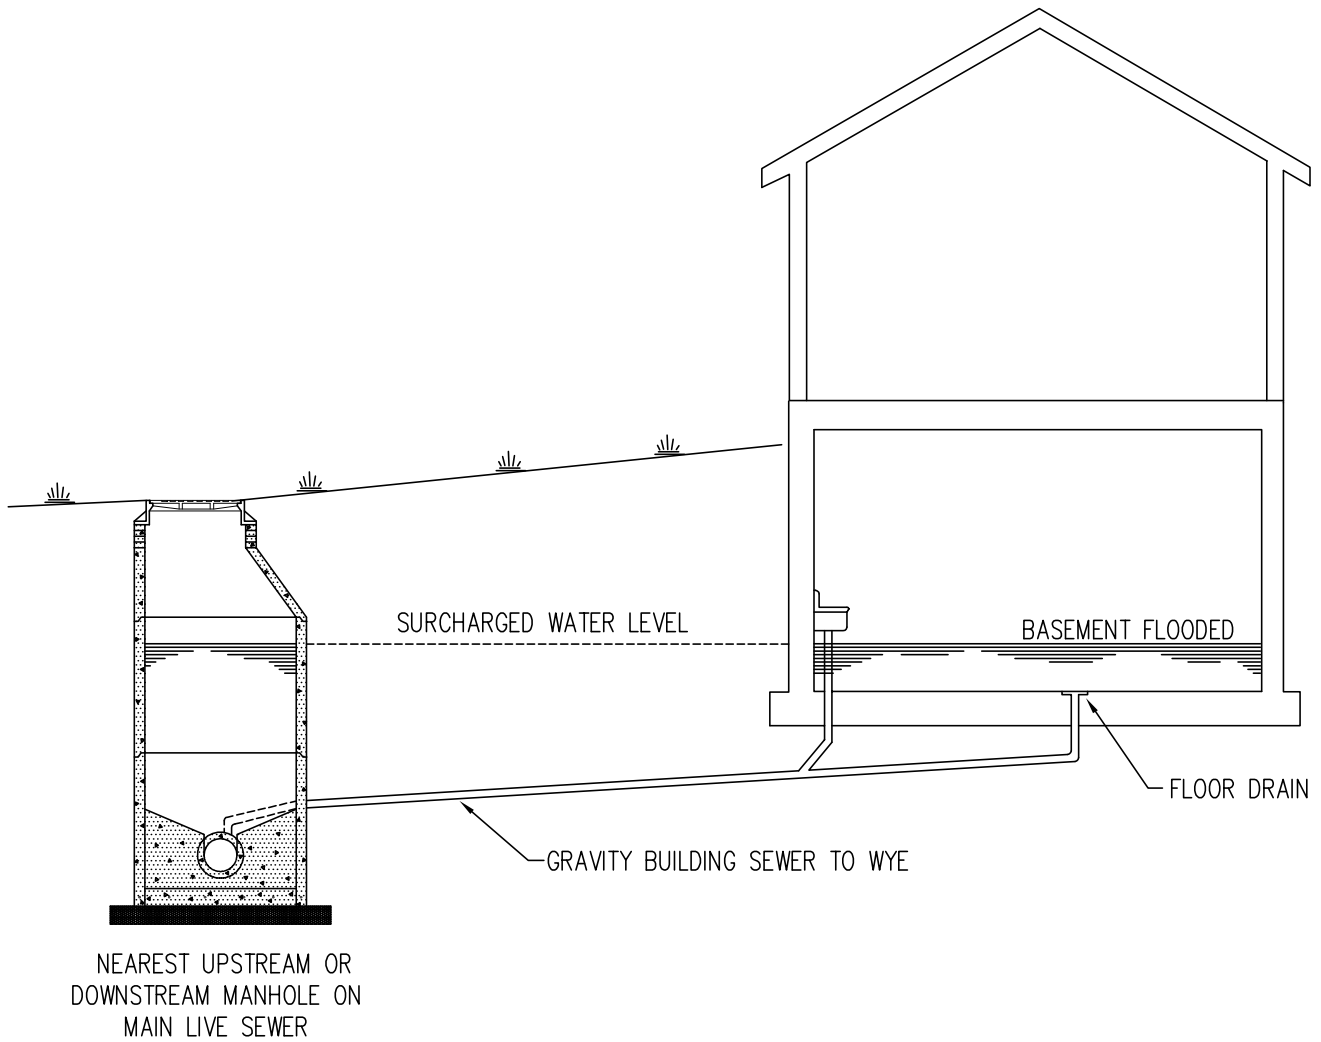 SURCHARGED WATER LEVEL
BASEMENT FLOODED
FLOOR DRAIN
GRAVITY BUILDING SEWER TO WYE
NEAREST UPSTREAM OR
DOWNSTREAM MANHOLE ON
MAIN LIVE SEWER